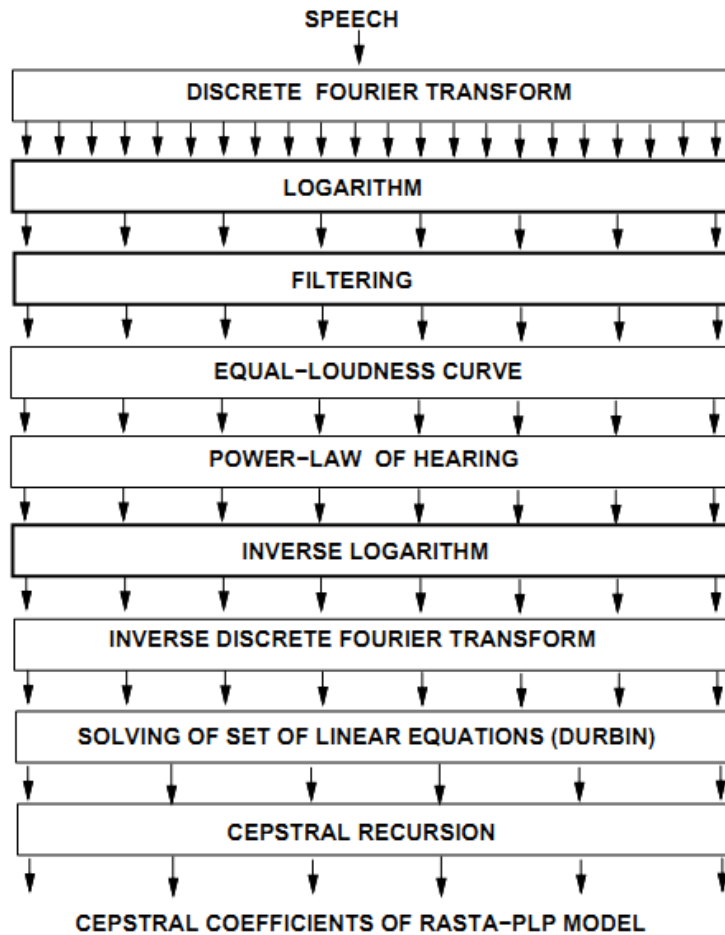 SPEECH
DISCRETE FOURIER TRANSFORM
LOGARITHM
FILTERING
EQUAL−LOUDNESS CURVE
POWER−LAW OF HEARING
INVERSE LOGARITHM
INVERSE DISCRETE FOURIER TRANSFORM
SOLVING OF SET OF LINEAR EQUATIONS (DURBIN)
CEPSTRAL RECURSION
CEPSTRAL COEFFICIENTS OF RASTA−PLP MODEL